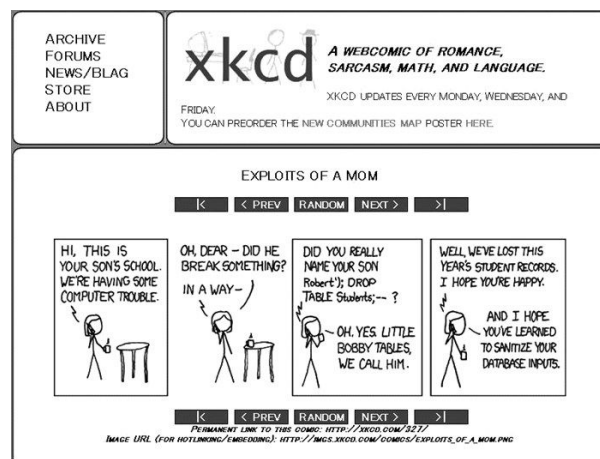 ARCHIVE
FORUMS
NEWS/BLAG
STORE
ABOUT
xkcd
A WEBCOMIC OF ROMANCE,
SARCASM, MATH, AND LANGUAGE.
XKCD UPDATES EVERY MONDAY, WEDNESDAY, AND
FRIDAY.
YOU CAN PREORDER THE NEW COMMUNITIES MAP POSTER HERE.
EXPLOITS OF A MOM
|< < PREV RANDOM NEXT > >|
HI, THIS IS
YOUR SON'S SCHOOL.
WE'RE HAVING SOME
COMPUTER TROUBLE.
OH, DEAR – DID HE
BREAK SOMETHING?
IN A WAY–
DID YOU REALLY
NAME YOUR SON
Robert'); DROP
TABLE Students;-- ?
OH, YES. LITTLE
BOBBY TABLES,
WE CALL HIM.
WELL, WE'VE LOST THIS
YEAR'S STUDENT RECORDS.
I HOPE YOU'RE HAPPY.
AND I HOPE
YOU'VE LEARNED
TO SANITIZE YOUR
DATABASE INPUTS.
|< < PREV RANDOM NEXT > >|
PERMANENT LINK TO THIS COMIC: HTTP://XKCD.COM/327/
IMAGE URL (FOR HOTLINKING/EMBEDDING): HTTP://IMGS.XKCD.COM/COMICS/EXPLOITS_OF_A_MOM.PNG